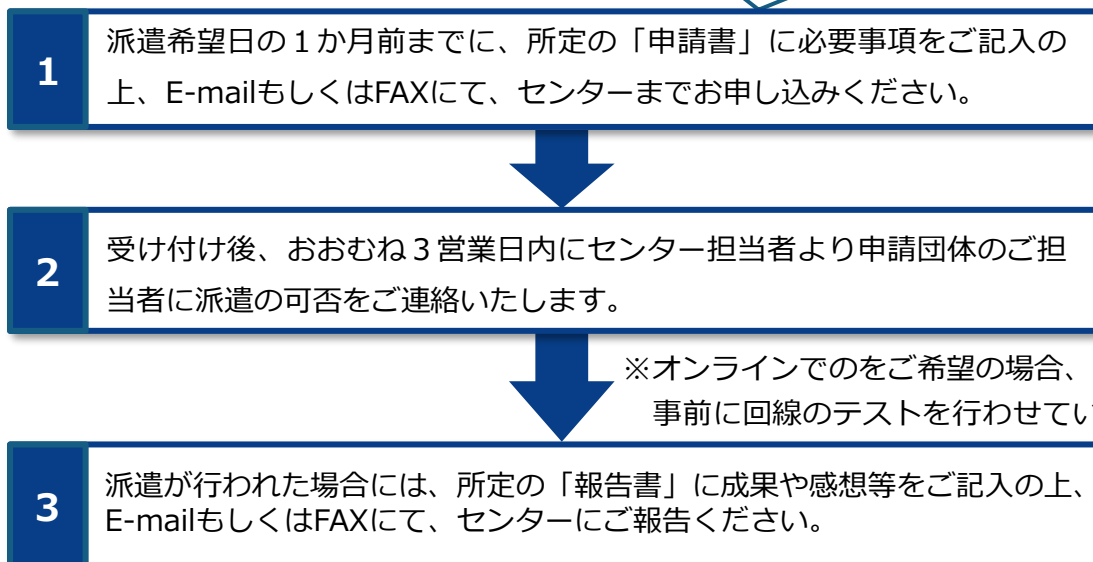 1
派遣希望日の１か月前までに、所定の「申請書」に必要事項をご記入の
上、E-mailもしくはFAXにて、センターまでお申し込みください。
2
受け付け後、おおむね３営業日内にセンター担当者より申請団体のご担
当者に派遣の可否をご連絡いたします。
※オンラインでのをご希望の場合、
事前に回線のテストを行わせてい
3
派遣が行われた場合には、所定の「報告書」に成果や感想等をご記入の上、
E-mailもしくはFAXにて、センターにご報告ください。